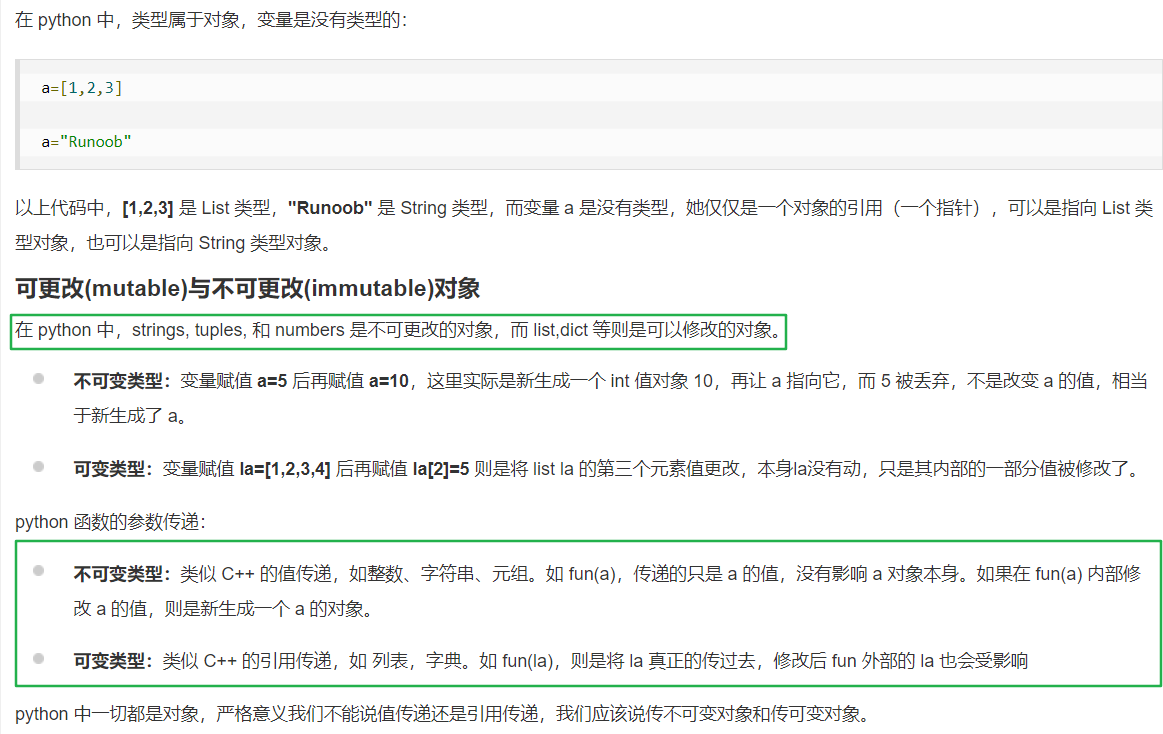 在 python 中，类型属于对象，变量是没有类型的：
a=[1,2,3]
a="Runoob"
以上代码中，[1,2,3] 是 List 类型，"Runoob" 是 String 类型，而变量 a 是没有类型，她仅仅是一个对象的引用（一个指针），可以是指向 List 类
型对象，也可以是指向 String 类型对象。
可更改(mutable)与不可更改(immutable)对象
在 python 中，strings, tuples, 和 numbers 是不可更改的对象，而 list,dict 等则是可以修改的对象。
不可变类型：变量赋值 a=5 后再赋值 a=10，这里实际是新生成一个 int 值对象 10，再让 a 指向它，而 5 被丢弃，不是改变 a 的值，相当
于新生成了 a。
可变类型：变量赋值 la=[1,2,3,4] 后再赋值 la[2]=5 则是将 list la 的第三个元素值更改，本身la没有动，只是其内部的一部分值被修改了。
python 函数的参数传递：
不可变类型：类似 C++ 的值传递，如整数、字符串、元组。如 fun(a)，传递的只是 a 的值，没有影响 a 对象本身。如果在 fun(a) 内部修
改 a 的值，则是新生成一个 a 的对象。
可变类型：类似 C++ 的引用传递，如 列表，字典。如 fun(la)，则是将 la 真正的传过去，修改后 fun 外部的 la 也会受影响
python 中一切都是对象，严格意义我们不能说值传递还是引用传递，我们应该说传不可变对象和传可变对象。